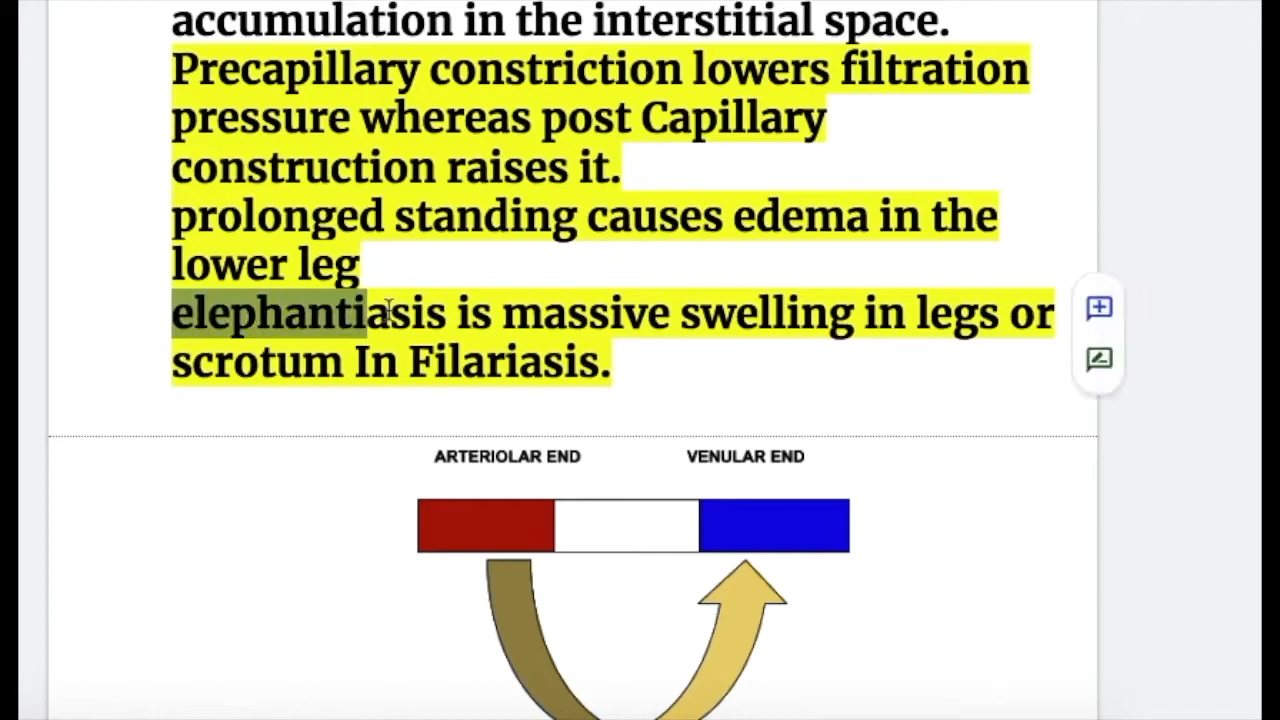 accumulation in the interstitial space.
Precapillary constriction lowers filtration
pressure whereas post Capillary
construction raises it.
prolonged standing causes edema in the
lower leg
elephantiasis is massive swelling in legs or
scrotum In Filariasis.
ARTERIOLAR END VENULAR END